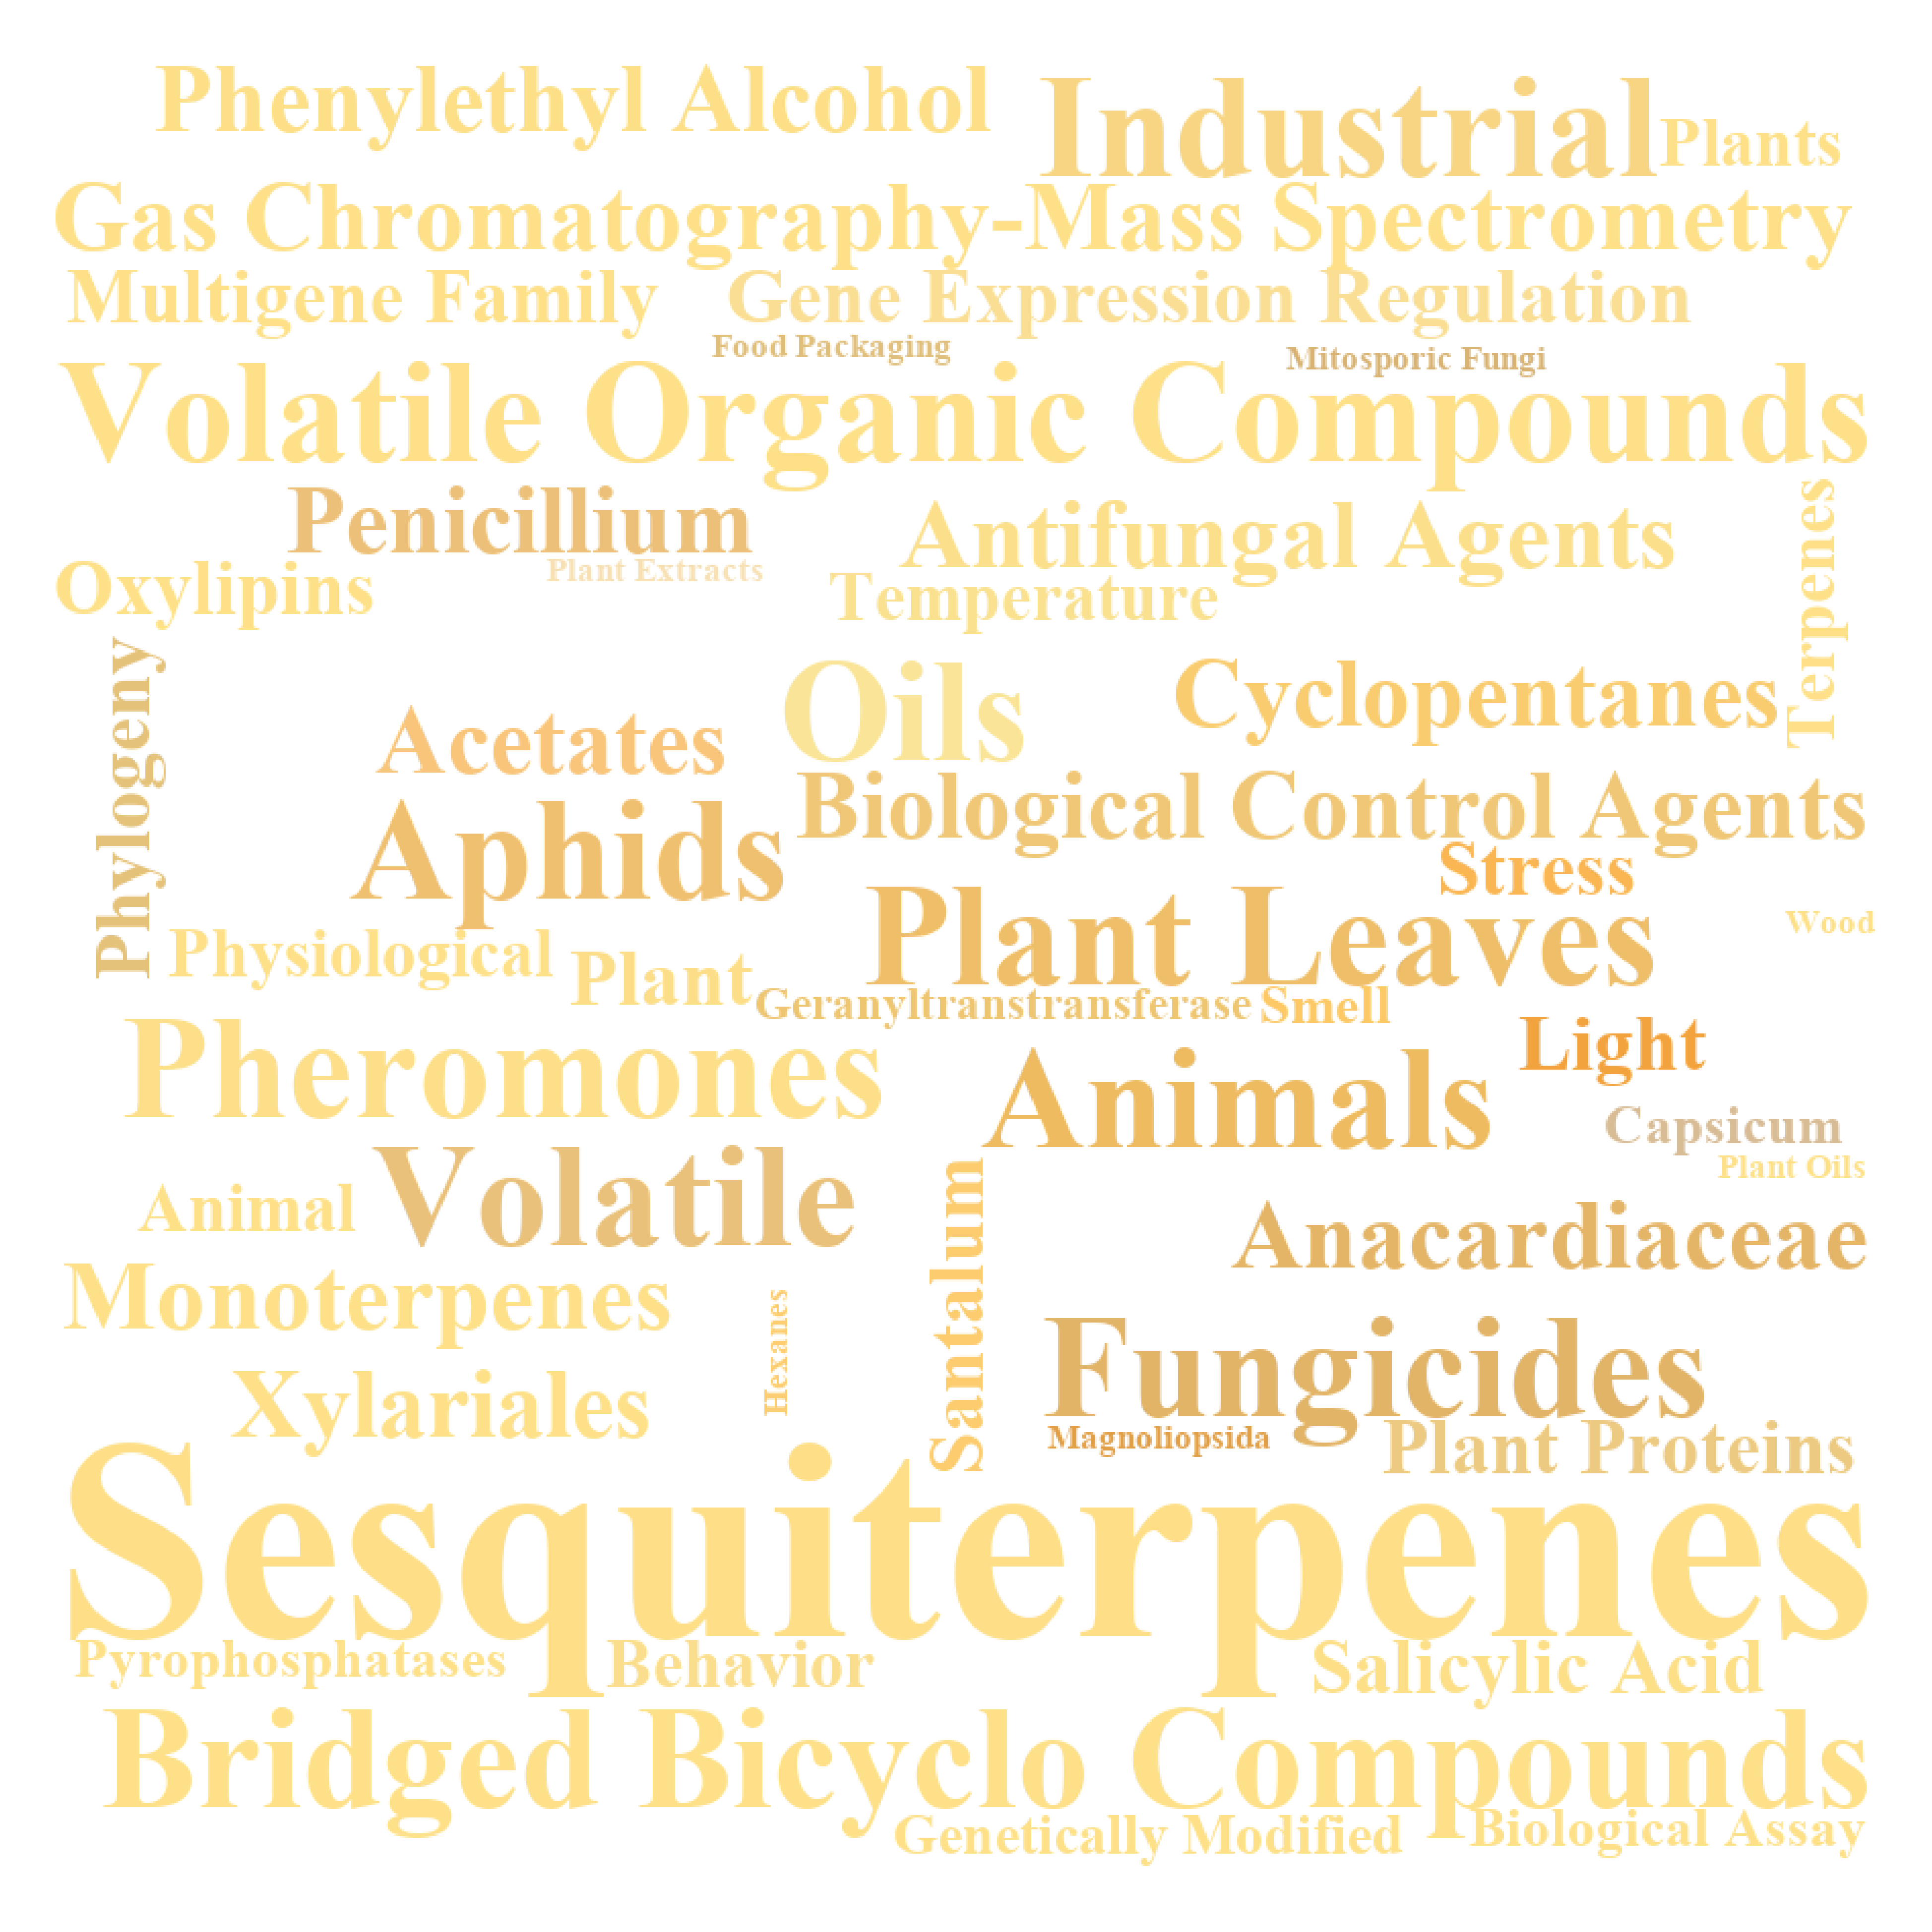 Phenylethyl Alcohol
Industrial
Plants
Gas Chromatography-Mass Spectrometry
Multigene Family
Gene Expression Regulation
Food Packaging
Mitosporic Fungi
Volatile Organic Compounds
Penicillium
Antifungal Agents
Terpenes
Oxylipins
Plant Extracts
Temperature
Phylogeny
Oils
Cyclopentanes
Acetates
Biological Control Agents
Aphids
Stress
Plant Leaves
Wood
Physiological
Plant
Geranyltranstransferase
Smell
Pheromones
Light
Animals
Capsicum
Volatile
Plant Oils
Animal
Santalum
Anacardiaceae
Monoterpenes
Hexanes
Fungicides
Xylariales
Magnoliopsida
Plant Proteins
Sesquiterpenes
Pyrophosphatases
Behavior
Salicylic Acid
Bridged Bicyclo Compounds
Genetically Modified
Biological Assay